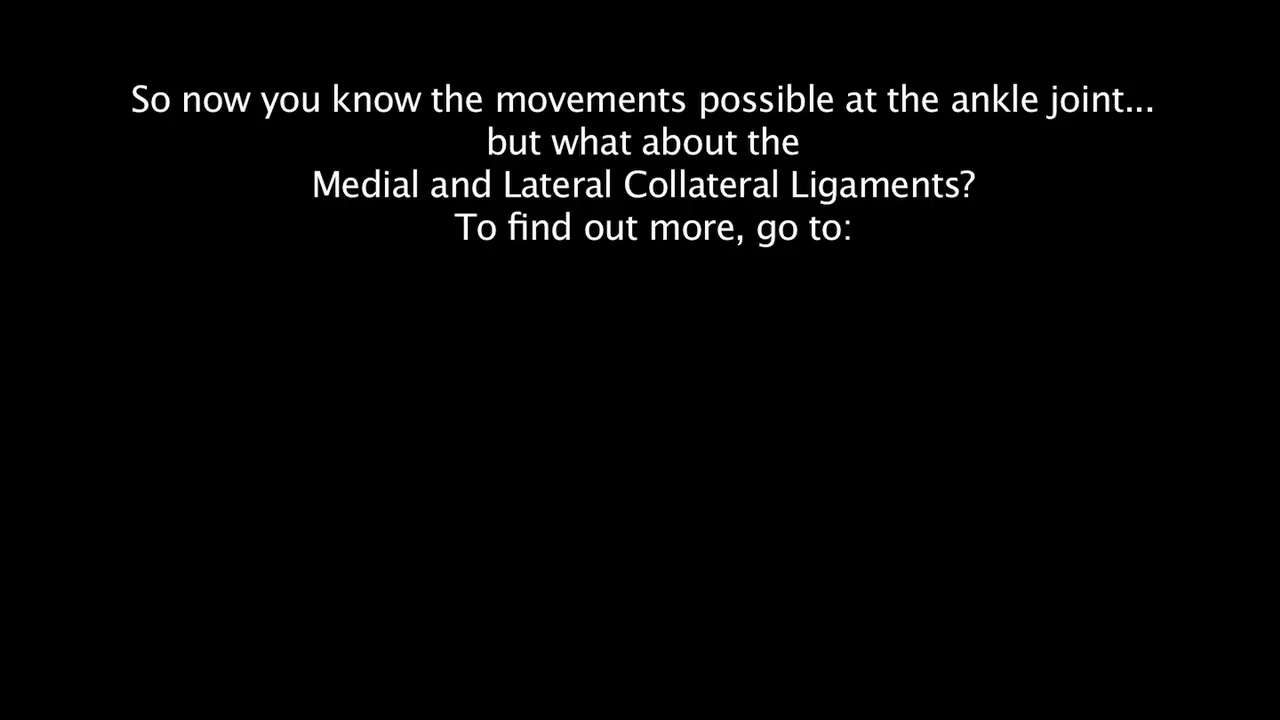 So now you know the movements possible at the ankle joint...
but what about the
Medial and Lateral Collateral Ligaments?
To find out more, go to: